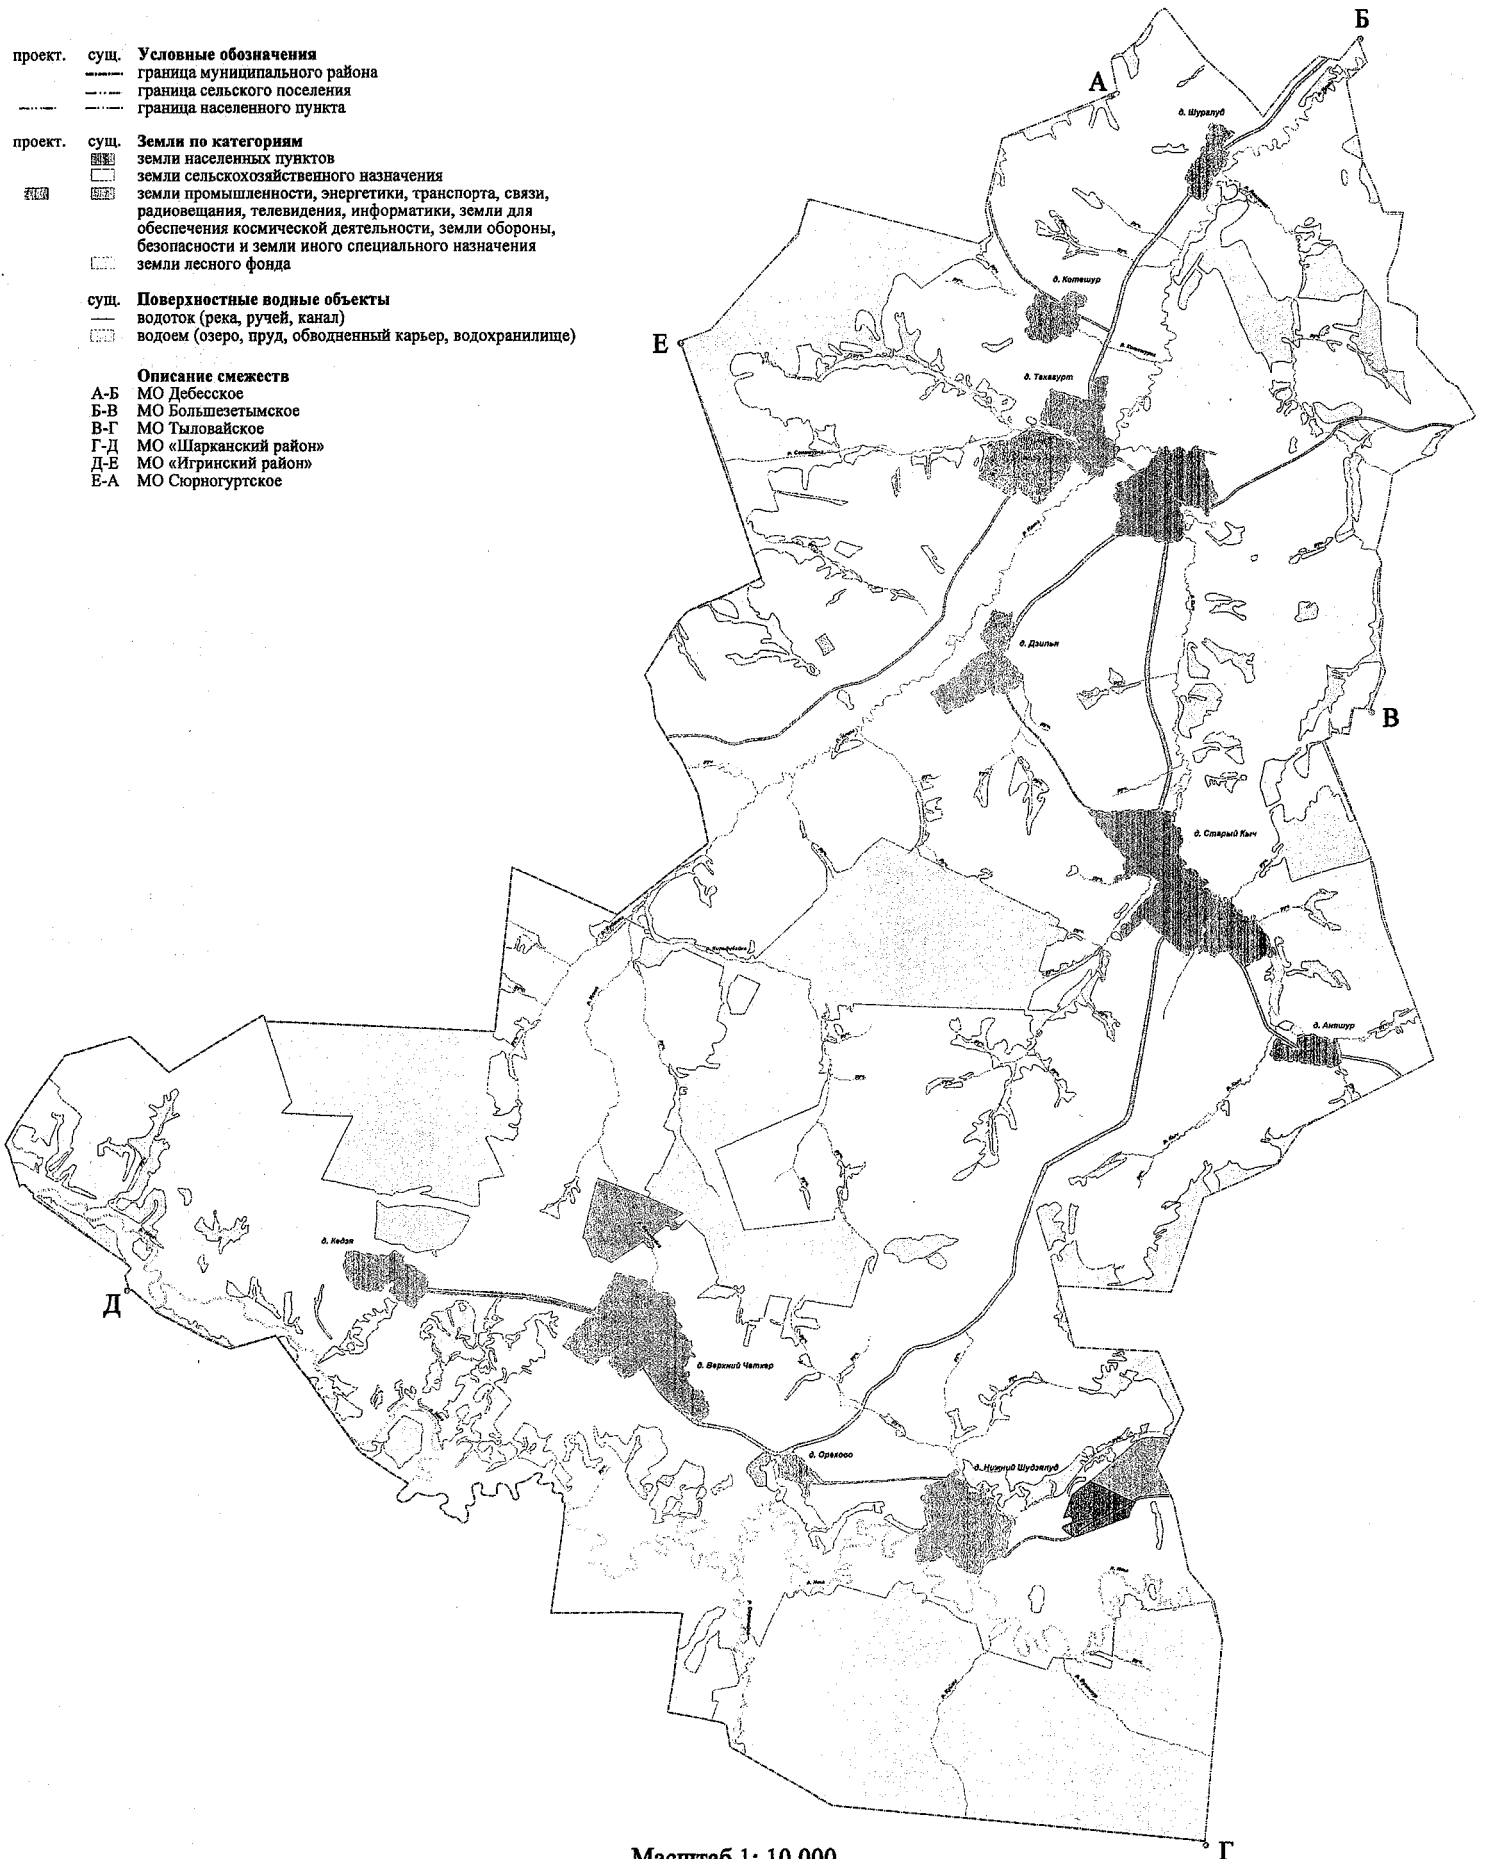 проект. сущ. Условные обозначения
граница муниципального района
граница сельского поселения
граница населенного пункта
проект. сущ. Земли по категориям
земли населенных пунктов
земли сельскохозяйственного назначения
земли промышленности, энергетики, транспорта, связи,
радиовещания, телевидения, информатики, земли для
обеспечения космической деятельности, земли обороны,
безопасности и земли иного специального назначения
земли лесного фонда
сущ. Поверхностные водные объекты
водоток (река, ручей, канал)
водоем (озеро, пруд, обводненный карьер, водохранилище)
Описание смежеств
А-Б МО Дебесское
Б-В МО Большезетымское
В-Г МО Тыловайское
Г-Д МО «Шарканский район»
Д-Е МО «Игринский район»
Е-А МО Сюрногуртское
Б
А
д. Шуралуд
д. Котешур
Е
д. Такагурт
д. Дзилья
В
д. Старый Кыч
д. Аняшур
д. Кедзя
Д
д. Верхний Четкер
д. Орехово
д. Нижний Шудзялуд
Масштаб 1: 10 000
Г